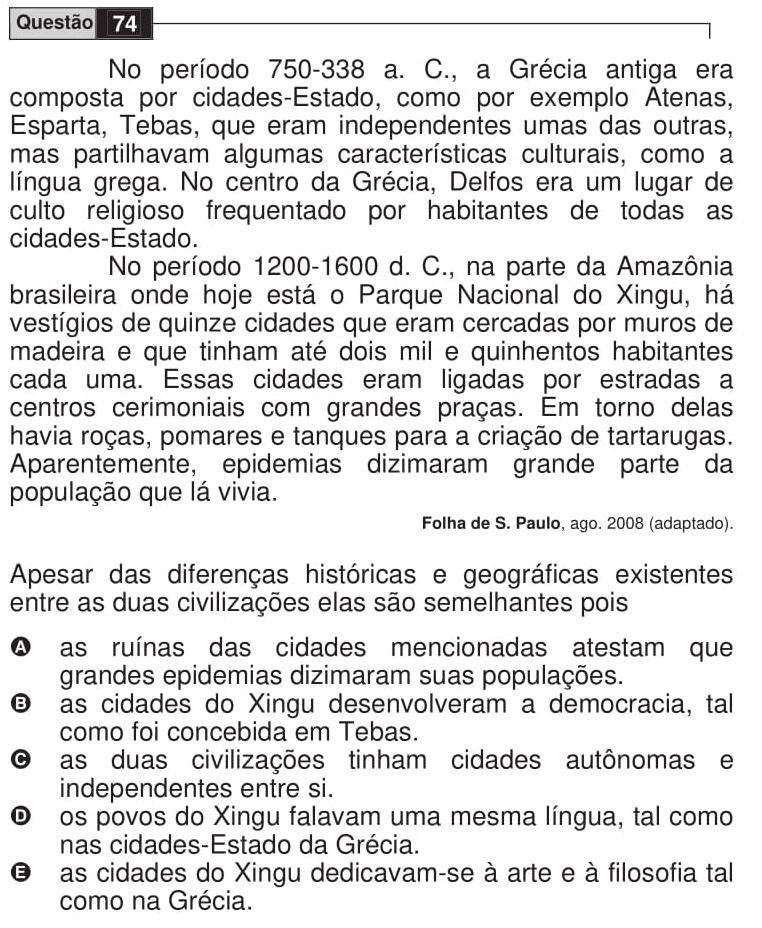 Questão 74
No período 750-338 a. C., a Grécia antiga era
composta por cidades-Estado, como por exemplo Atenas,
Esparta, Tebas, que eram independentes umas das outras,
mas partilhavam algumas características culturais, como a
língua grega. No centro da Grécia, Delfos era um lugar de
culto religioso frequentado por habitantes de todas as
cidades-Estado.
No período 1200-1600 d. C., na parte da Amazônia
brasileira onde hoje está o Parque Nacional do Xingu, há
vestígios de quinze cidades que eram cercadas por muros de
madeira e que tinham até dois mil e quinhentos habitantes
cada uma. Essas cidades eram ligadas por estradas a
centros cerimoniais com grandes praças. Em torno delas
havia roças, pomares e tanques para a criação de tartarugas.
Aparentemente, epidemias dizimaram grande parte da
população que lá vivia.
Folha de S. Paulo, ago. 2008 (adaptado).
Apesar das diferenças históricas e geográficas existentes
entre as duas civilizações elas são semelhantes pois
A as ruínas das cidades mencionadas atestam que
grandes epidemias dizimaram suas populações.
B as cidades do Xingu desenvolveram a democracia, tal
como foi concebida em Tebas.
C as duas civilizações tinham cidades autônomas e
independentes entre si.
D os povos do Xingu falavam uma mesma língua, tal como
nas cidades-Estado da Grécia.
E as cidades do Xingu dedicavam-se à arte e à filosofia tal
como na Grécia.